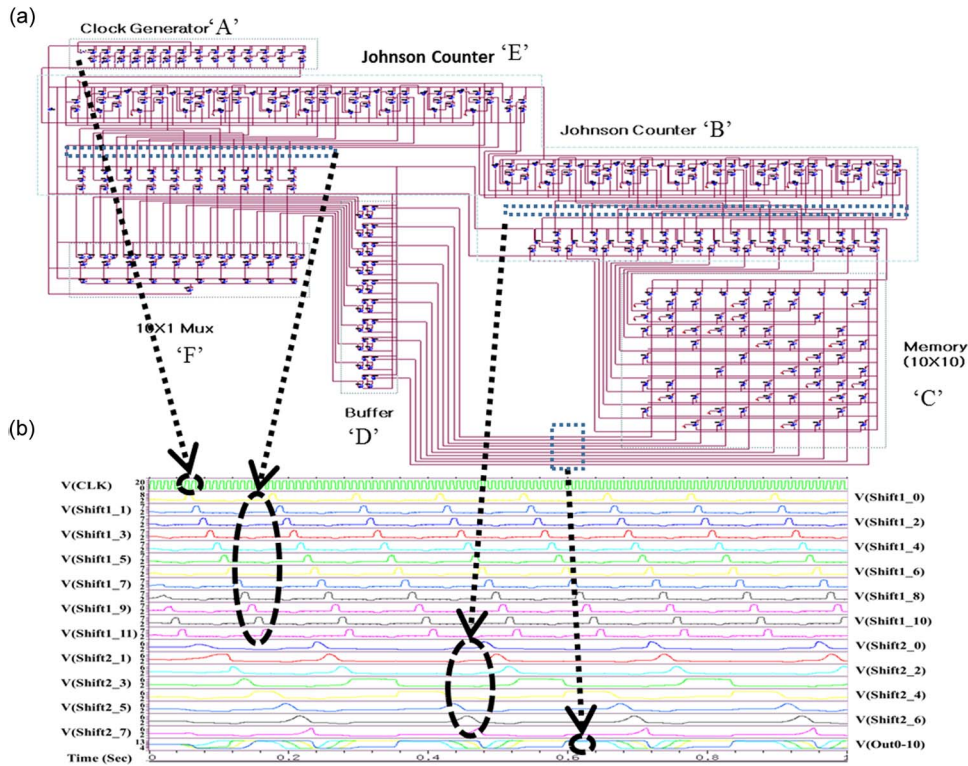 (a)
Clock Generator 'A'
Johnson Counter 'E'
Johnson Counter 'B'
10X1 Mux
'F'
Buffer
'D'
Memory
(10X10)
'C'
(b)
V(CLK)
V(Shift1_0)
V(Shift1_1)
V(Shift1_2)
V(Shift1_3)
V(Shift1_4)
V(Shift1_5)
V(Shift1_6)
V(Shift1_7)
V(Shift1_8)
V(Shift1_9)
V(Shift1_10)
V(Shift1_11)
V(Shift2_0)
V(Shift2_1)
V(Shift2_2)
V(Shift2_3)
V(Shift2_4)
V(Shift2_5)
V(Shift2_6)
V(Shift2_7)
V(Out0-10)
Time (Sec) 0 0.2 0.4 0.6 0.8 1